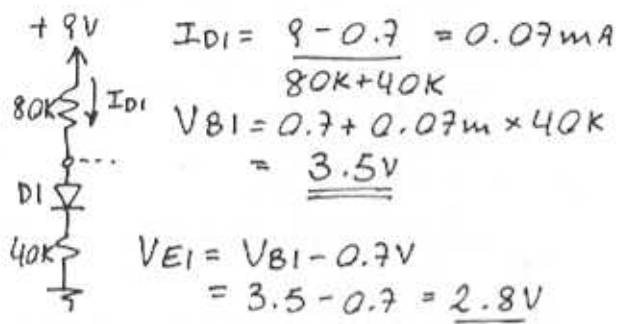 + 9V
80K
I_D1
D1
40K
I_D1 = (9 - 0.7) / (80K+40K) = 0.07mA
V_B1 = 0.7 + 0.07m × 40K
= 3.5V
V_E1 = V_B1 - 0.7V
= 3.5 - 0.7 = 2.8V